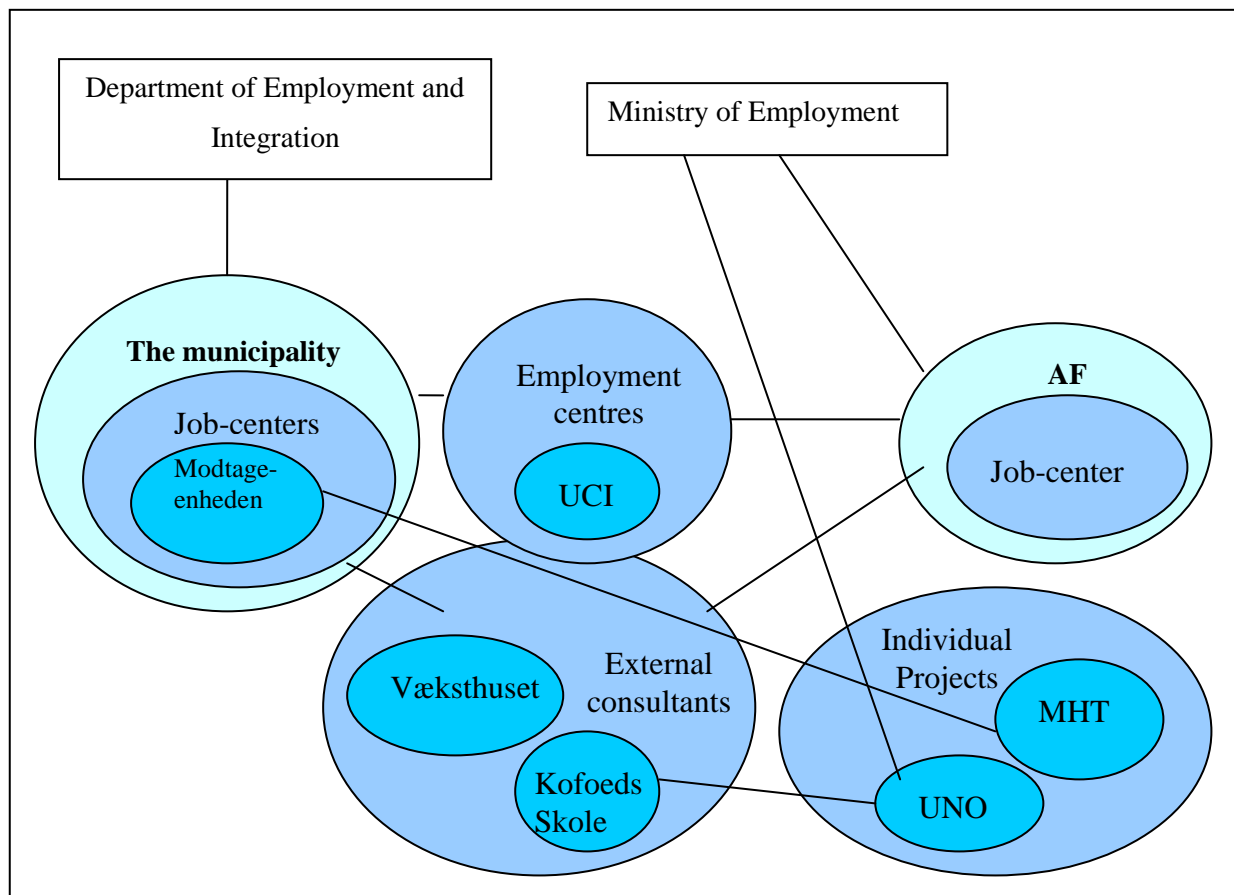 Department of Employment and
Integration
Ministry of Employment
The municipality
Job-centers
Modtage-
enheden
Employment
centres
UCI
AF
Job-center
Væksthuset
External
consultants
Kofoeds
Skole
Individual
Projects
MHT
UNO